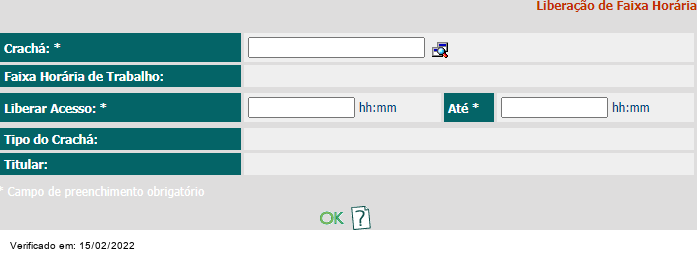 Liberação de Faixa Horária
Crachá: *
Faixa Horária de Trabalho:
Liberar Acesso: * hh:mm Até * hh:mm
Tipo do Crachá:
Titular:
* Campo de preenchimento obrigatório
OK ?
Verificado em: 15/02/2022